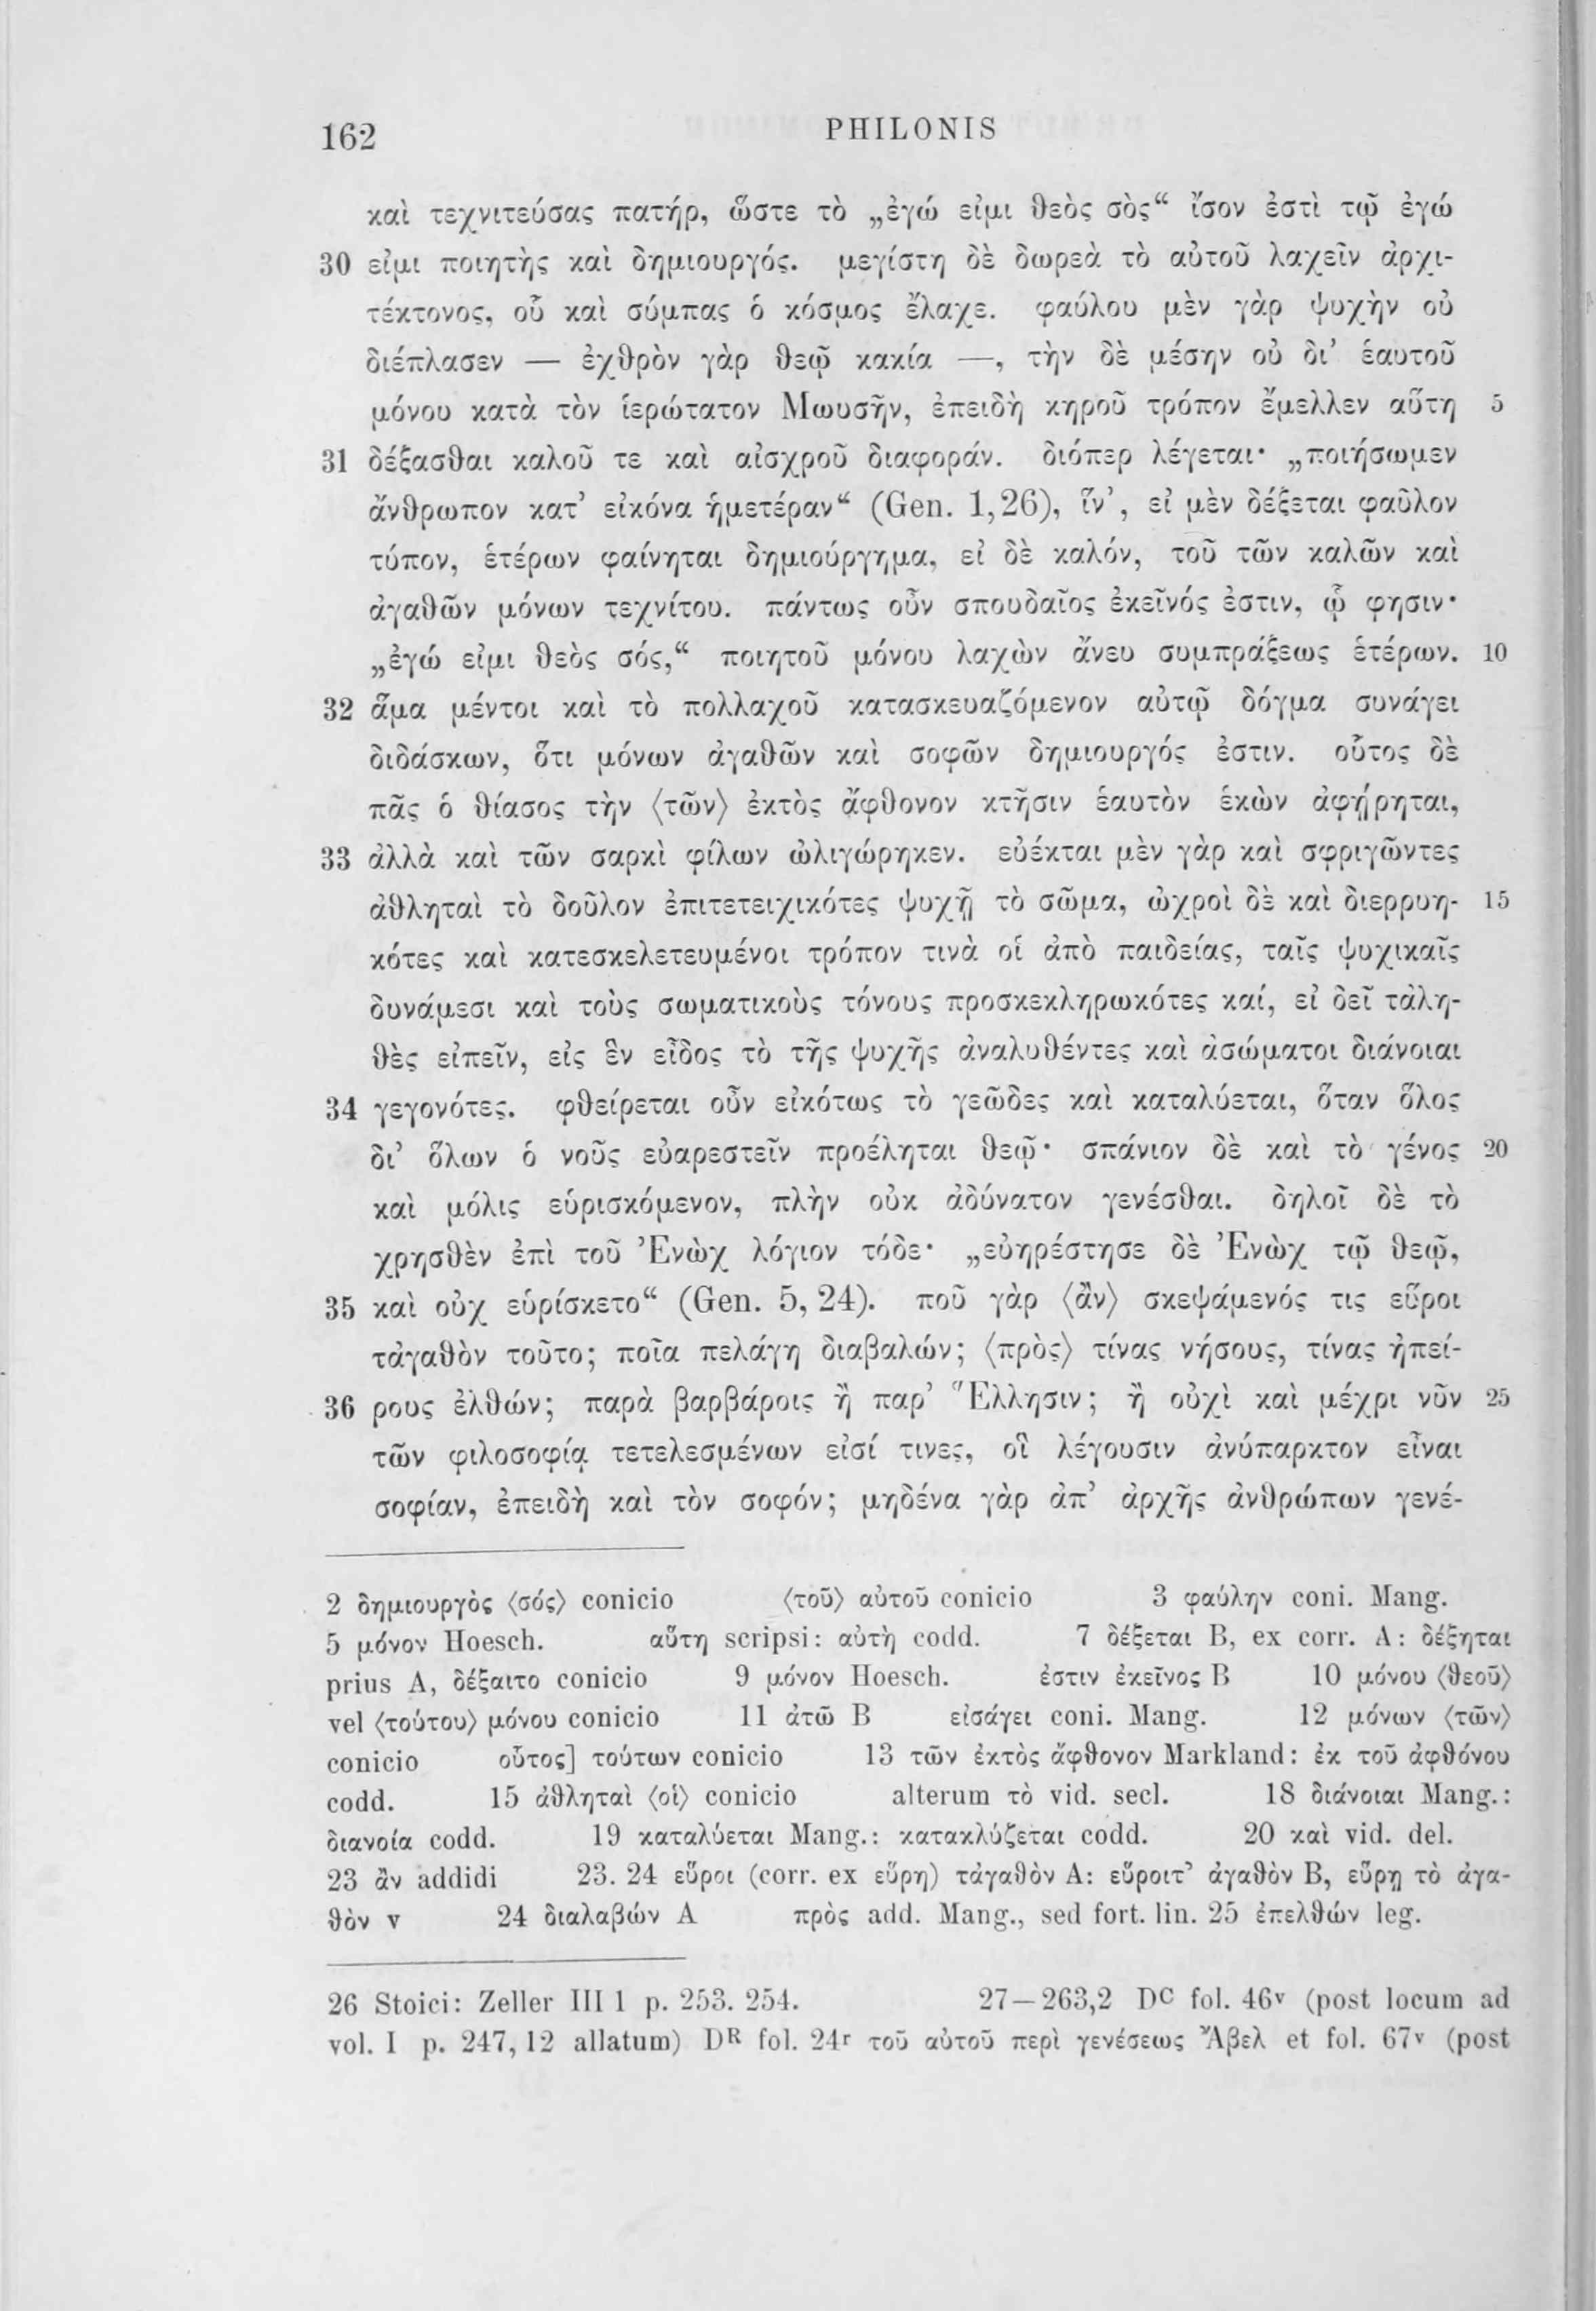 162 PHILONIS
καὶ τεχνιτεύσας πατήρ, ὥστε τὸ „ἐγώ εἰμι θεὸς σὸς“ ἴσον ἐστὶ τῷ ἐγώ
30 εἰμι ποιητὴς καὶ δημιουργός. μεγίστη δὲ δωρεὰ τὸ αὐτοῦ λαχεῖν ἀρχι-
τέκτονος, οὗ καὶ σύμπας ὁ κόσμος ἔλαχε. φαύλου μὲν γὰρ ψυχὴν οὐ
διέπλασεν — ἐχθρὸν γὰρ θεῷ κακία —, τὴν δὲ μέσην οὐ δι’ ἑαυτοῦ
μόνου κατὰ τὸν ἱερώτατον Μωυσῆν, ἐπειδὴ κηροῦ τρόπον ἔμελλεν αὕτη 5
31 δέξασθαι καλοῦ τε καὶ αἰσχροῦ διαφοράν. διόπερ λέγεται· „ποιήσωμεν
ἄνθρωπον κατ’ εἰκόνα ἡμετέραν“ (Gen. 1,26), ἵν’, εἰ μὲν δέξεται φαῦλον
τύπον, ἑτέρων φαίνηται δημιούργημα, εἰ δὲ καλόν, τοῦ τῶν καλῶν καὶ
ἀγαθῶν μόνων τεχνίτου. πάντως οὖν σπουδαῖος ἐκεῖνός ἐστιν, ᾧ φησιν·
„ἐγώ εἰμι θεὸς σός,“ ποιητοῦ μόνου λαχὼν ἄνευ συμπράξεως ἑτέρων. 10
32 ἅμα μέντοι καὶ τὸ πολλαχοῦ κατασκευαζόμενον αὐτῷ δόγμα συνάγει
διδάσκων, ὅτι μόνων ἀγαθῶν καὶ σοφῶν δημιουργός ἐστιν. οὗτος δὲ
πᾶς ὁ θίασος τὴν ⟨τῶν⟩ ἐκτὸς ἄφθονον κτῆσιν ἑαυτὸν ἑκὼν ἀφῄρηται,
33 ἀλλὰ καὶ τῶν σαρκὶ φίλων ὠλιγώρηκεν. εὐέκται μὲν γὰρ καὶ σφριγῶντες
ἀθληταὶ τὸ δοῦλον ἐπιτετειχικότες ψυχῇ τὸ σῶμα, ὠχροὶ δὲ καὶ διερρυη- 15
κότες καὶ κατεσκελετευμένοι τρόπον τινὰ οἱ ἀπὸ παιδείας, ταῖς ψυχικαῖς
δυνάμεσι καὶ τοὺς σωματικοὺς τόνους προσκεκληρωκότες καί, εἰ δεῖ τἀλη-
θὲς εἰπεῖν, εἰς ἓν εἶδος τὸ τῆς ψυχῆς ἀναλυθέντες καὶ ἀσώματοι διάνοιαι
34 γεγονότες. φθείρεται οὖν εἰκότως τὸ γεῶδες καὶ καταλύεται, ὅταν ὅλος
δι’ ὅλων ὁ νοῦς εὐαρεστεῖν προέληται θεῷ· σπάνιον δὲ καὶ τὸ γένος 20
καὶ μόλις εὑρισκόμενον, πλὴν οὐκ ἀδύνατον γενέσθαι. δηλοῖ δὲ τὸ
χρησθὲν ἐπὶ τοῦ Ἐνὼχ λόγιον τόδε· „εὐηρέστησε δὲ Ἐνὼχ τῷ θεῷ,
35 καὶ οὐχ εὑρίσκετο“ (Gen. 5, 24). ποῦ γὰρ ⟨ἂν⟩ σκεψάμενός τις εὕροι
τἀγαθὸν τοῦτο; ποῖα πελάγη διαβαλών; ⟨πρὸς⟩ τίνας νήσους, τίνας ἠπεί-
36 ρους ἐλθών; παρὰ βαρβάροις ἢ παρ’ Ἕλλησιν; ἢ οὐχὶ καὶ μέχρι νῦν 25
τῶν φιλοσοφίᾳ τετελεσμένων εἰσί τινες, οἳ λέγουσιν ἀνύπαρκτον εἶναι
σοφίαν, ἐπειδὴ καὶ τὸν σοφόν; μηδένα γὰρ ἀπ’ ἀρχῆς ἀνθρώπων γενέ-
2 δημιουργὸς ⟨σός⟩ conicio ⟨τοῦ⟩ αὐτοῦ conicio 3 φαύλην coni. Mang.
5 μόνον Hoesch. αὕτη scripsi: αὐτὴ codd. 7 δέξεται B, ex corr. A: δέξηται
prius A, δέξαιτο conicio 9 μόνον Hoesch. ἐστιν ἐκεῖνος B 10 μόνου ⟨θεοῦ⟩
vel ⟨τούτου⟩ μόνου conicio 11 ἀτῶ B εἰσάγει coni. Mang. 12 μόνων ⟨τῶν⟩
conicio οὗτος] τούτων conicio 13 τῶν ἐκτὸς ἄφθονον Markland: ἐκ τοῦ ἀφθόνου
codd. 15 ἀθληταὶ ⟨οἱ⟩ conicio alterum τὸ vid. secl. 18 διάνοιαι Mang.:
διανοία codd. 19 καταλύεται Mang.: κατακλύζεται codd. 20 καὶ vid. del.
23 ἂν addidi 23. 24 εὕροι (corr. ex εὕρη) τἀγαθὸν A: εὕροιτ’ ἀγαθὸν B, εὕρῃ τὸ ἀγα-
θὸν v 24 διαλαβών A πρὸς add. Mang., sed fort. lin. 25 ἐπελθών leg.
26 Stoici: Zeller III 1 p. 253. 254. 27—263,2 Dᶜ fol. 46ᵛ (post locum ad
vol. I p. 247, 12 allatum) Dᴿ fol. 24ʳ τοῦ αὐτοῦ περὶ γενέσεως Ἄβελ et fol. 67ᵛ (post